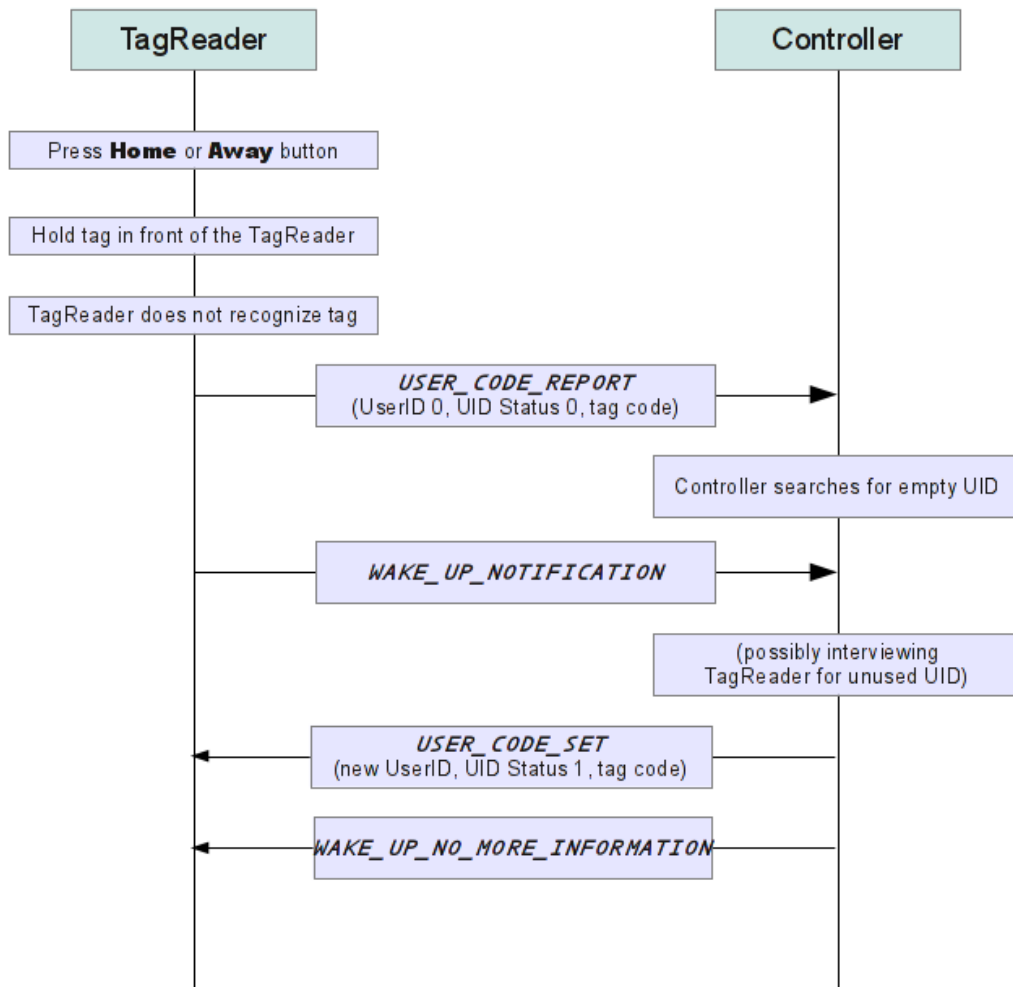 TagReader
Controller
Press Home or Away button
Hold tag in front of the TagReader
TagReader does not recognize tag
USER_CODE_REPORT
(UserID 0, UID Status 0, tag code)
Controller searches for empty UID
WAKE_UP_NOTIFICATION
(possibly interviewing
TagReader for unused UID)
USER_CODE_SET
(new UserID, UID Status 1, tag code)
WAKE_UP_NO_MORE_INFORMATION